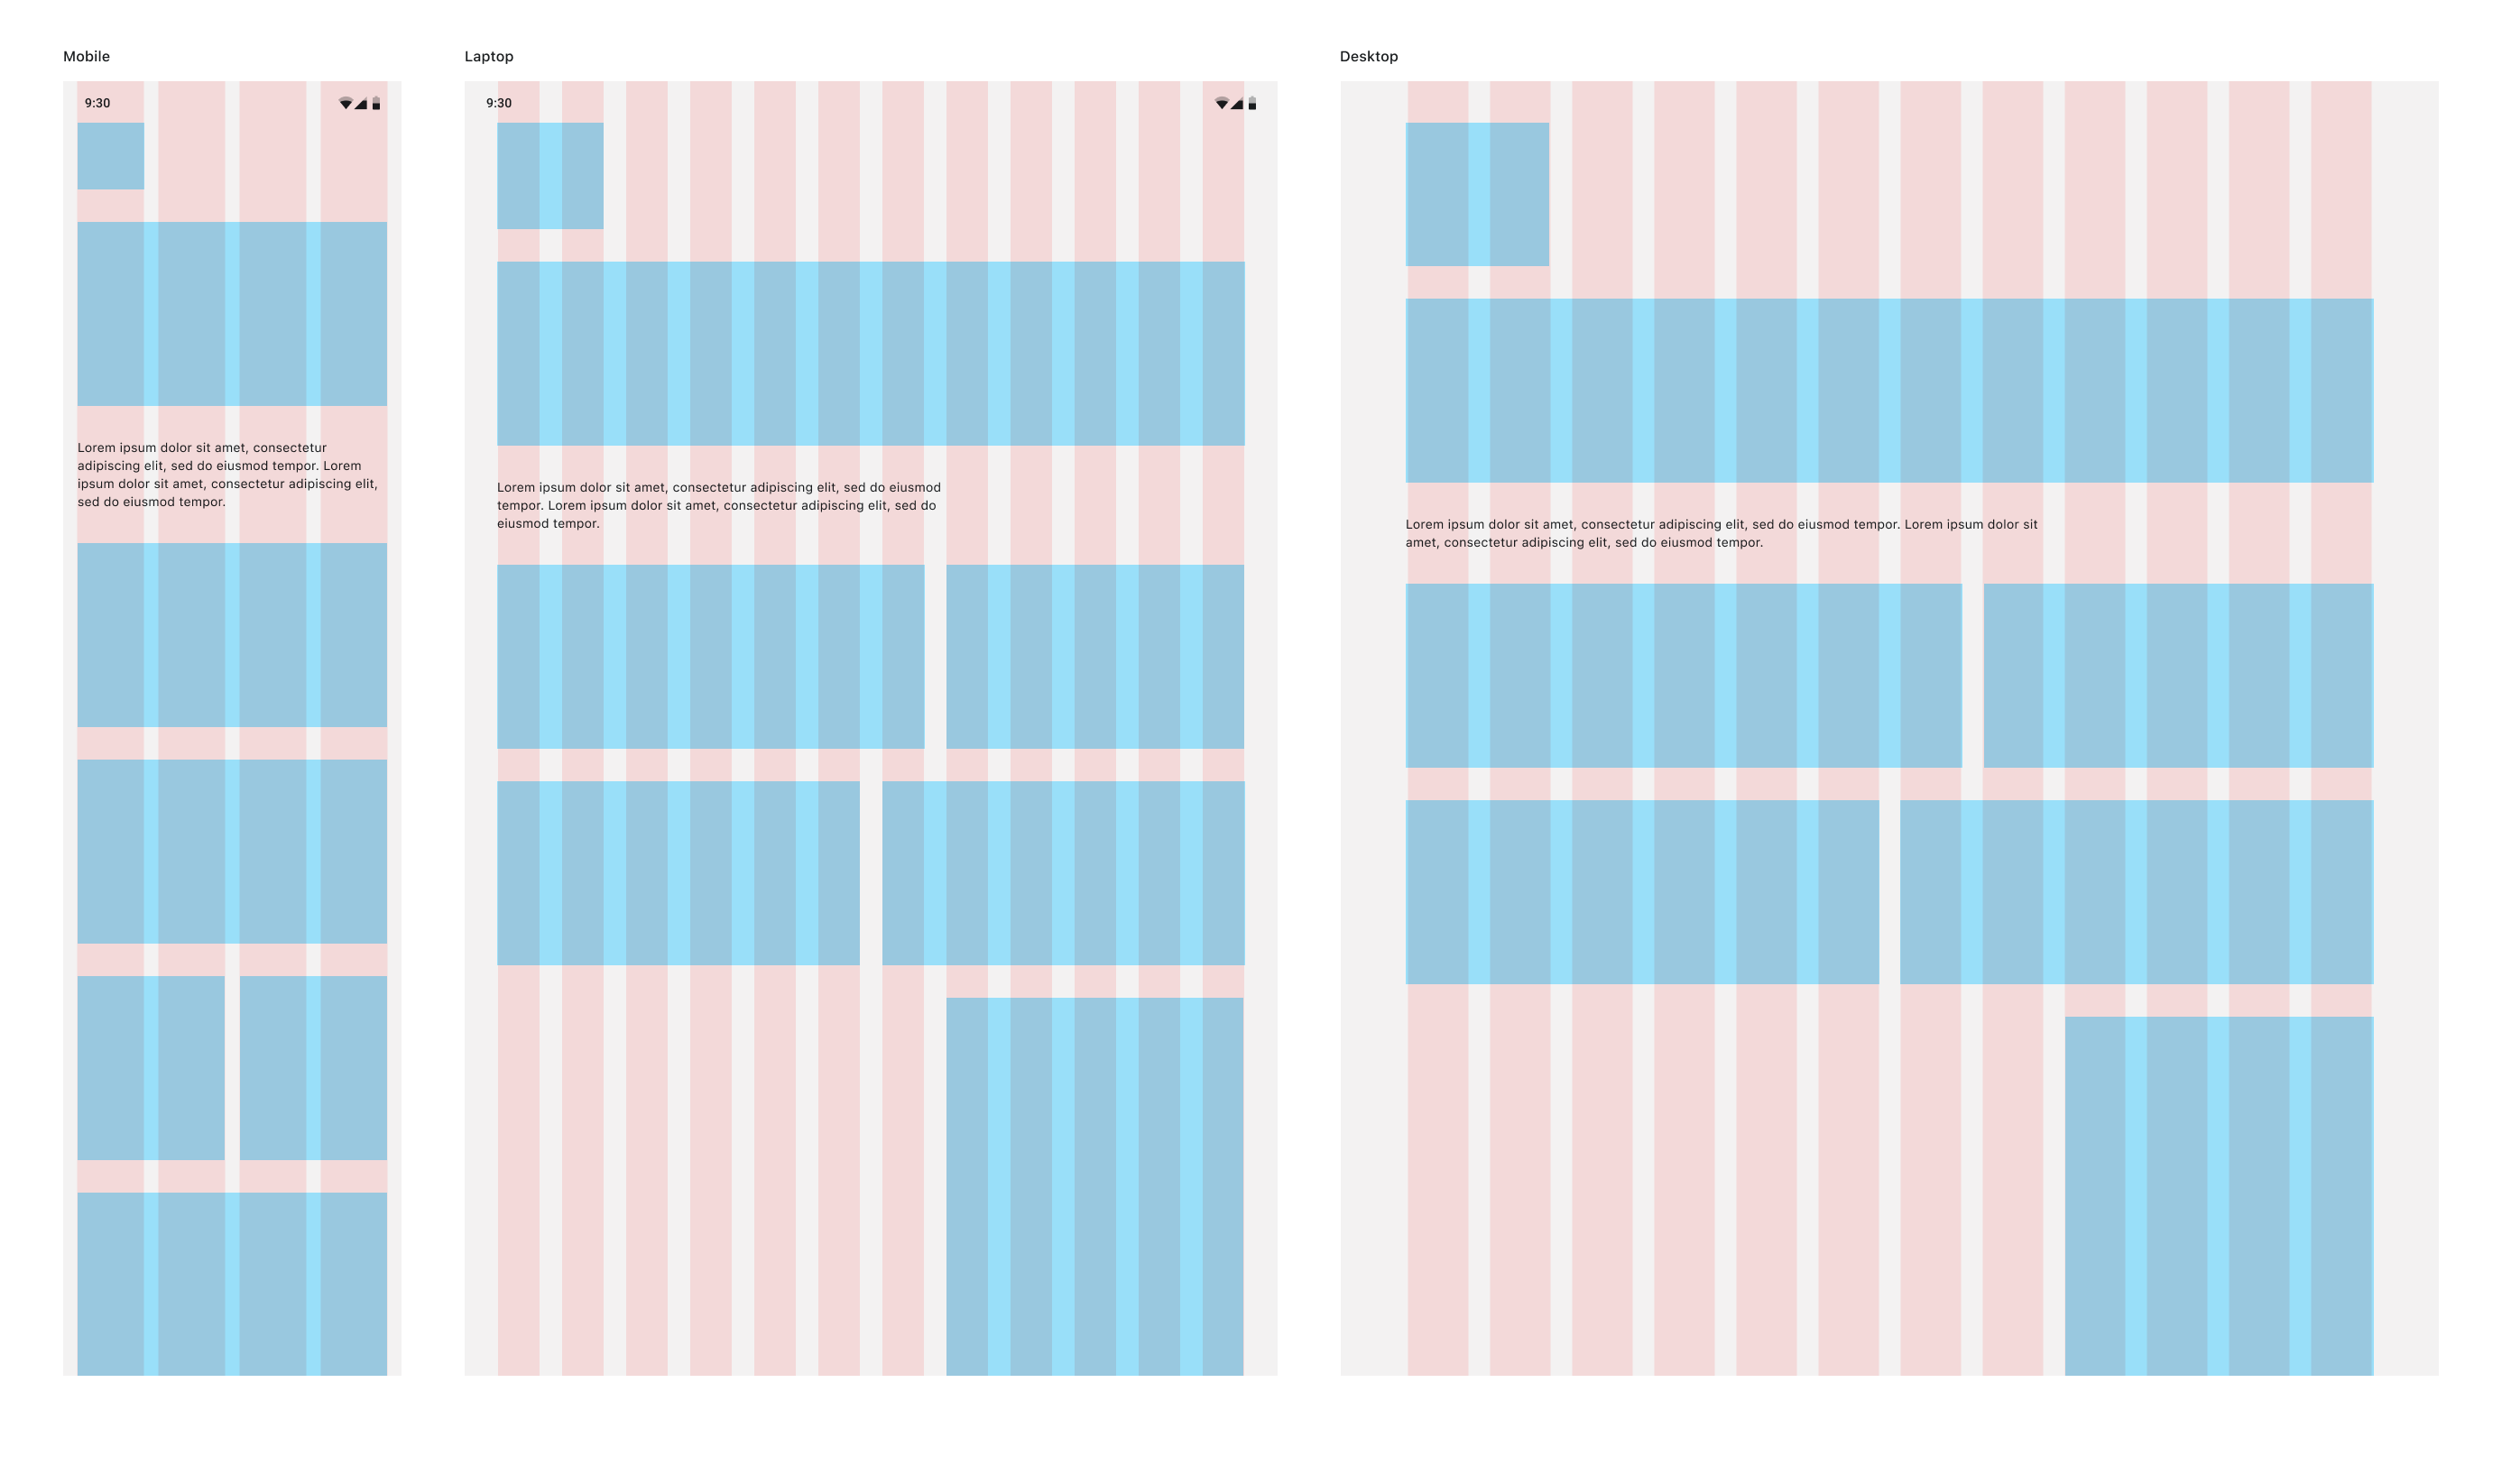 Mobile
9:30
Lorem ipsum dolor sit amet, consectetur
adipiscing elit, sed do eiusmod tempor. Lorem
ipsum dolor sit amet, consectetur adipiscing elit,
sed do eiusmod tempor.
Laptop
9:30
Lorem ipsum dolor sit amet, consectetur adipiscing elit, sed do eiusmod
tempor. Lorem ipsum dolor sit amet, consectetur adipiscing elit, sed do
eiusmod tempor.
Desktop
Lorem ipsum dolor sit amet, consectetur adipiscing elit, sed do eiusmod tempor. Lorem ipsum dolor sit
amet, consectetur adipiscing elit, sed do eiusmod tempor.